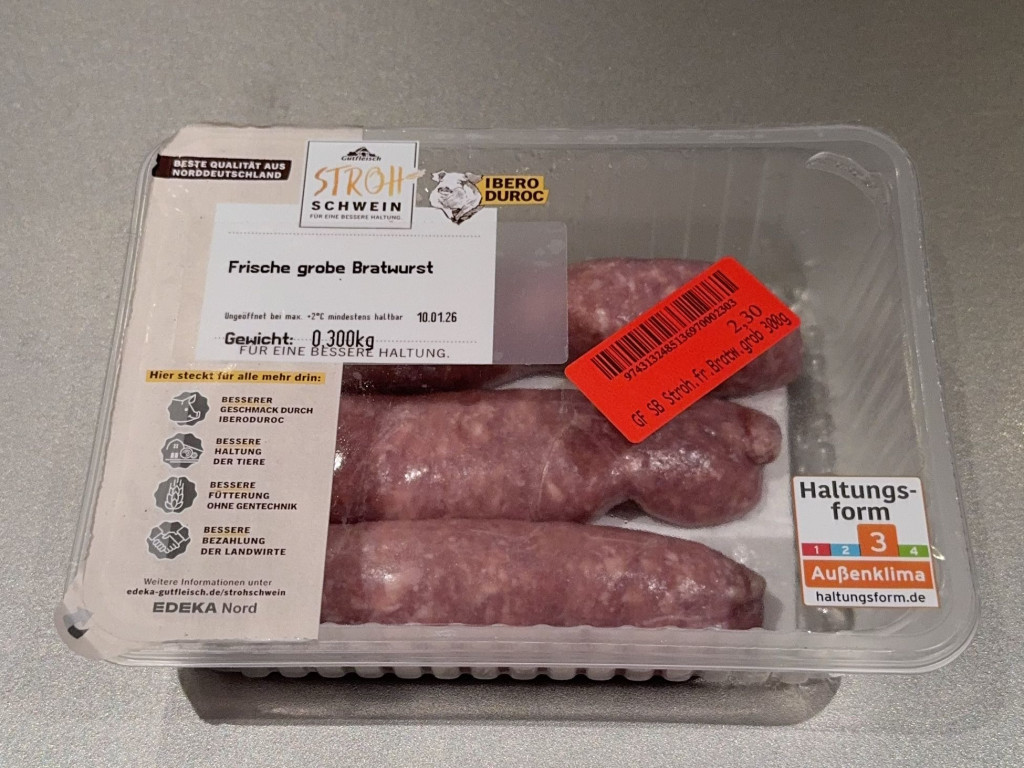 BESTE QUALITÄT AUS
NORDDEUTSCHLAND
Gutfleisch
STROH
SCHWEIN
FÜR EINE BESSERE HALTUNG.
IBERO
DUROC
Frische grobe Bratwurst
Ungeöffnet bei max. +2°C mindestens haltbar 10.01.26
Gewicht: 0,300kg
FÜR EINE BESSERE HALTUNG.
Hier steckt für alle mehr drin:
BESSERER
GESCHMACK DURCH
IBERODUROC
BESSERE
HALTUNG
DER TIERE
BESSERE
FÜTTERUNG
OHNE GENTECHNIK
BESSERE
BEZAHLUNG
DER LANDWIRTE
Weitere Informationen unter
edeka-gutfleisch.de/strohschwein
EDEKA Nord
9743132485136970002303
2,30
GF SB Stroh.fr.Bratw.grob 300g
Haltungs-
form
1 2 3 4
Außenklima
haltungsform.de